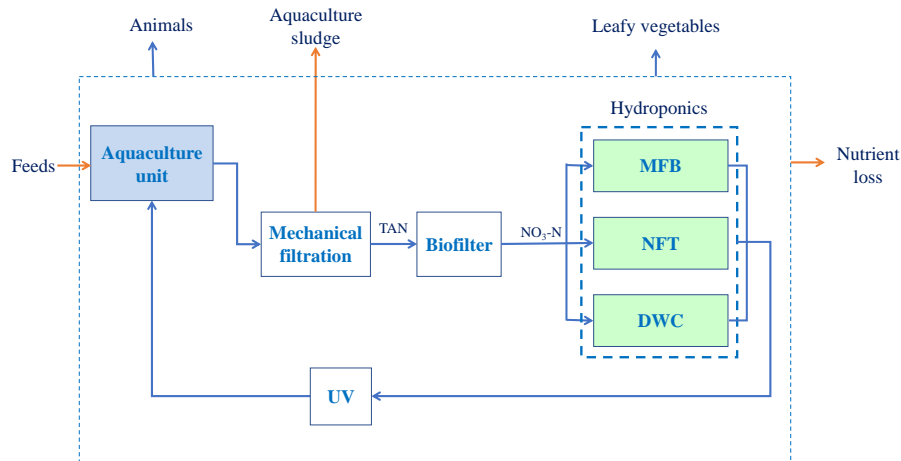 Animals
Aquaculture
sludge
Leafy vegetables
Hydroponics
Feeds
Aquaculture
unit
MFB
Nutrient
loss
Mechanical
filtration
TAN
Biofilter
NO₃-N
NFT
DWC
UV